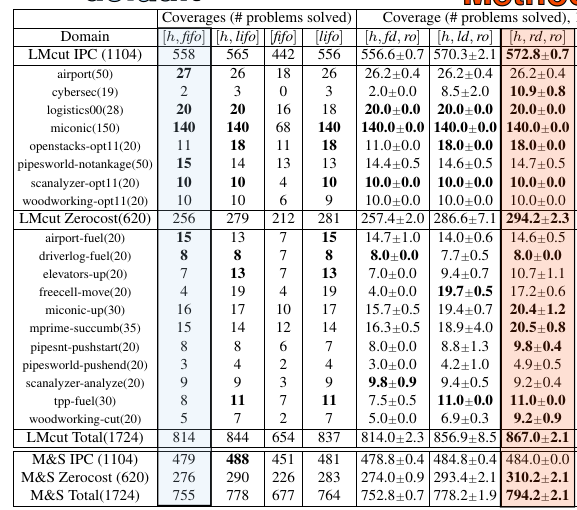 Coverages (# problems solved) Coverage (# problems solved),
Domain [h, fifo] [h, lifo] [fifo] [lifo] [h, fd, ro] [h, ld, ro] [h, rd, ro]
LMcut IPC (1104) 558 565 442 556 556.6±0.7 570.3±2.1 572.8±0.7
airport(50) 27 26 18 26 26.2±0.4 26.2±0.4 26.2±0.4
cybersec(19) 2 3 0 3 2.0±0.0 8.5±2.0 10.9±0.8
logistics00(28) 20 20 16 18 20.0±0.0 20.0±0.0 20.0±0.0
miconic(150) 140 140 68 140 140.0±0.0 140.0±0.0 140.0±0.0
openstacks-opt11(20) 11 18 11 18 11.0±0.0 18.0±0.0 18.0±0.0
pipesworld-notankage(50) 15 14 13 13 14.4±0.5 14.6±0.5 14.7±0.5
scanalyzer-opt11(20) 10 10 4 10 10.0±0.0 10.0±0.0 10.0±0.0
woodworking-opt11(20) 10 10 6 9 10.0±0.0 10.0±0.0 10.0±0.0
LMcut Zerocost(620) 256 279 212 281 257.4±2.0 286.6±7.1 294.2±2.3
airport-fuel(20) 15 13 7 15 14.7±1.0 14.0±0.6 14.6±0.5
driverlog-fuel(20) 8 8 7 8 8.0±0.0 7.7±0.5 8.0±0.0
elevators-up(20) 7 13 7 13 7.0±0.0 9.4±0.7 10.7±1.1
freecell-move(20) 4 19 4 19 4.0±0.0 19.7±0.5 17.2±0.6
miconic-up(30) 16 17 10 17 15.7±0.5 19.4±0.7 20.4±1.2
mprime-succumb(35) 15 14 12 14 16.3±0.5 18.9±4.0 20.5±0.8
pipesnt-pushstart(20) 8 8 6 7 8.0±0.0 8.8±1.3 9.8±0.4
pipesworld-pushend(20) 3 4 2 4 3.0±0.0 4.2±1.0 4.9±0.5
scanalyzer-analyze(20) 9 9 3 9 9.8±0.9 9.4±0.5 9.2±0.4
tpp-fuel(30) 8 11 7 11 7.5±0.5 11.0±0.0 11.0±0.0
woodworking-cut(20) 5 7 2 7 5.0±0.0 6.9±0.3 9.2±0.9
LMcut Total(1724) 814 844 654 837 814.0±2.3 856.9±8.5 867.0±2.1
M&S IPC (1104) 479 488 451 481 478.8±0.4 484.8±0.4 484.0±0.0
M&S Zerocost (620) 276 290 226 283 274.0±0.9 293.4±2.1 310.2±2.1
M&S Total(1724) 755 778 677 764 752.8±0.7 778.2±1.9 794.2±2.1